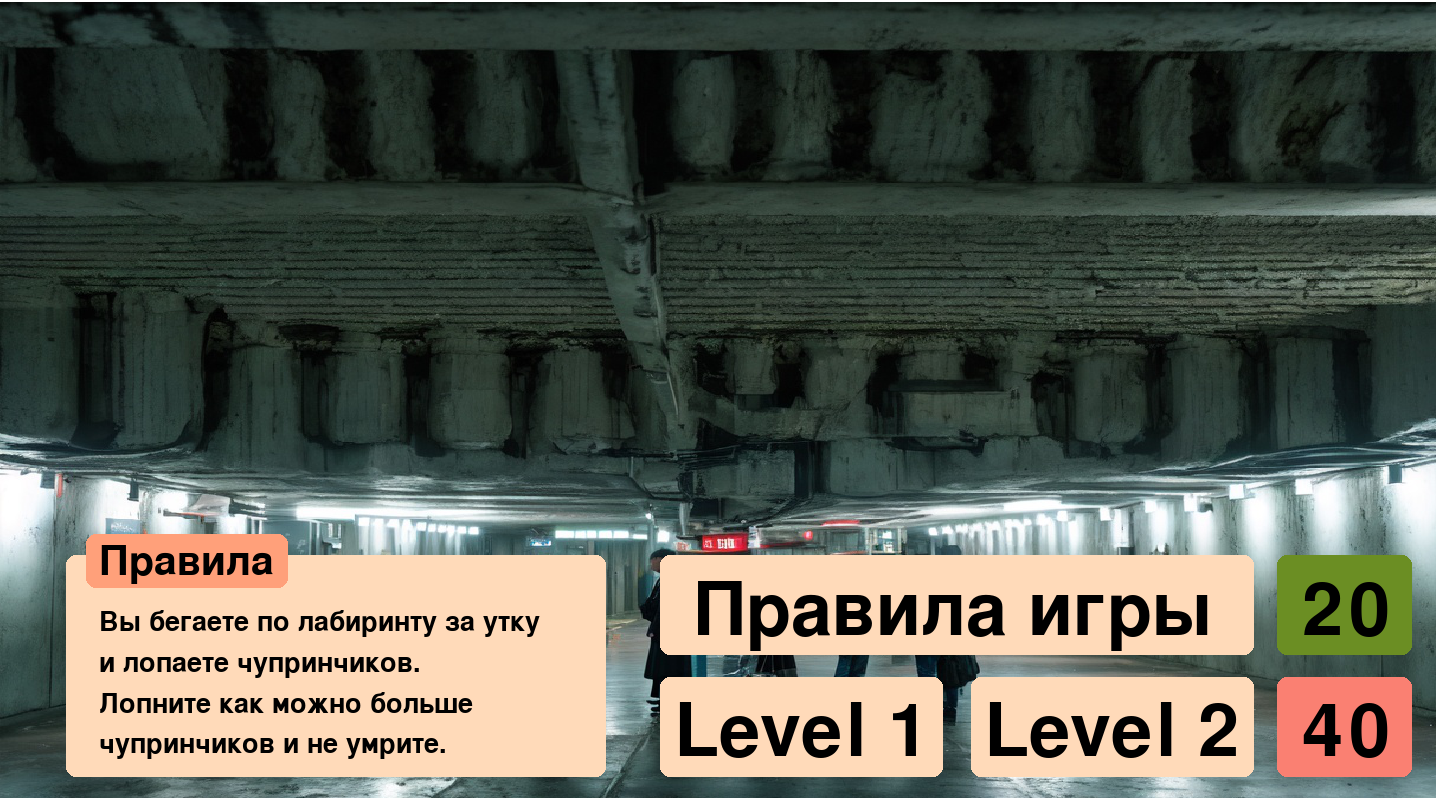 Правила
Вы бегаете по лабиринту за утку
и лопаете чупринчиков.
Лопните как можно больше
чупринчиков и не умрите.
Правила игры
20
Level 1
Level 2
40